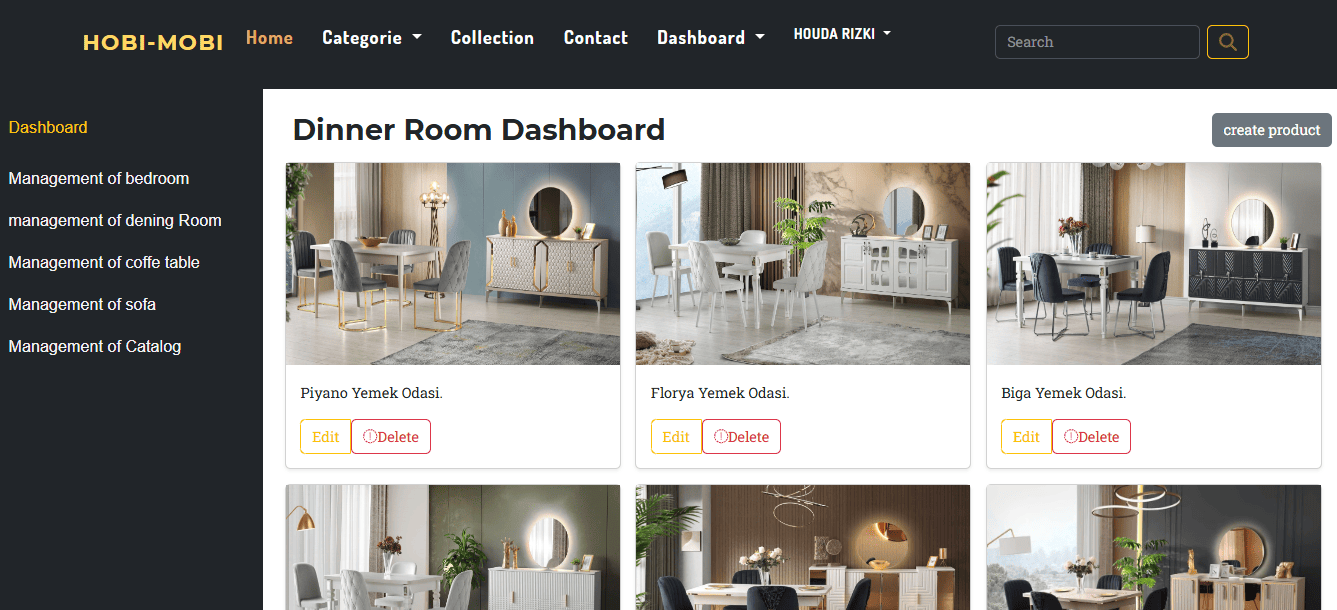 HOBI-MOBI
Home
Categorie
Collection
Contact
Dashboard
HOUDA RIZKI
Search
Dashboard
Management of bedroom
management of dening Room
Management of coffe table
Management of sofa
Management of Catalog
Dinner Room Dashboard
create product
Piyano Yemek Odasi.
Edit
Delete
Florya Yemek Odasi.
Edit
Delete
Biga Yemek Odasi.
Edit
Delete